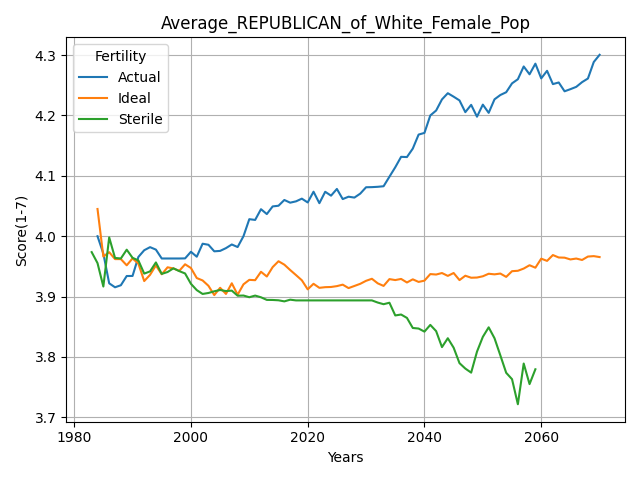 Average_REPUBLICAN_of_White_Female_Pop
Fertility
Actual
Ideal
Sterile
Score(1-7)
4.3
4.2
4.1
4.0
3.9
3.8
3.7
1980 2000 2020 2040 2060
Years